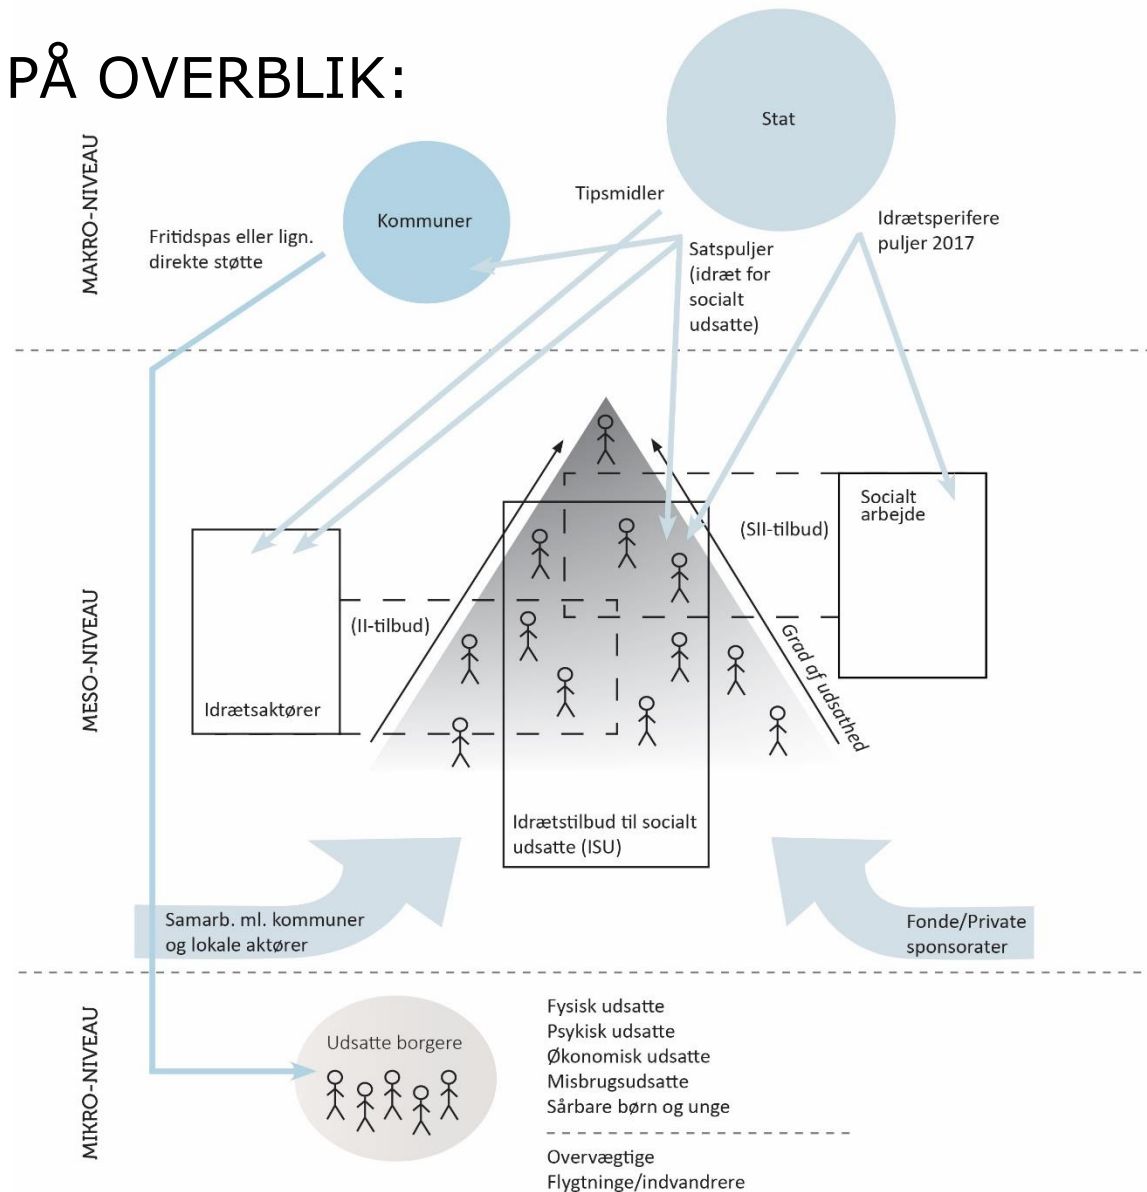 PÅ OVERBLIK:
MAKRO-NIVEAU
Stat
Kommuner
Tipsmidler
Idrætsperifere
puljer 2017
Fritidspas eller lign.
direkte støtte
Satspuljer
(idræt for
socialt
udsatte)
MESO-NIVEAU
Socialt
arbejde
(SII-tilbud)
(II-tilbud)
Grad af udsathed
Idrætsaktører
Idrætstilbud til socialt
udsatte (ISU)
Samarb. ml. kommuner
og lokale aktører
Fonde/Private
sponsorater
MIKRO-NIVEAU
Udsatte borgere
Fysisk udsatte
Psykisk udsatte
Økonomisk udsatte
Misbrugsudsatte
Sårbare børn og unge
Overvægtige
Flygtninge/indvandrere